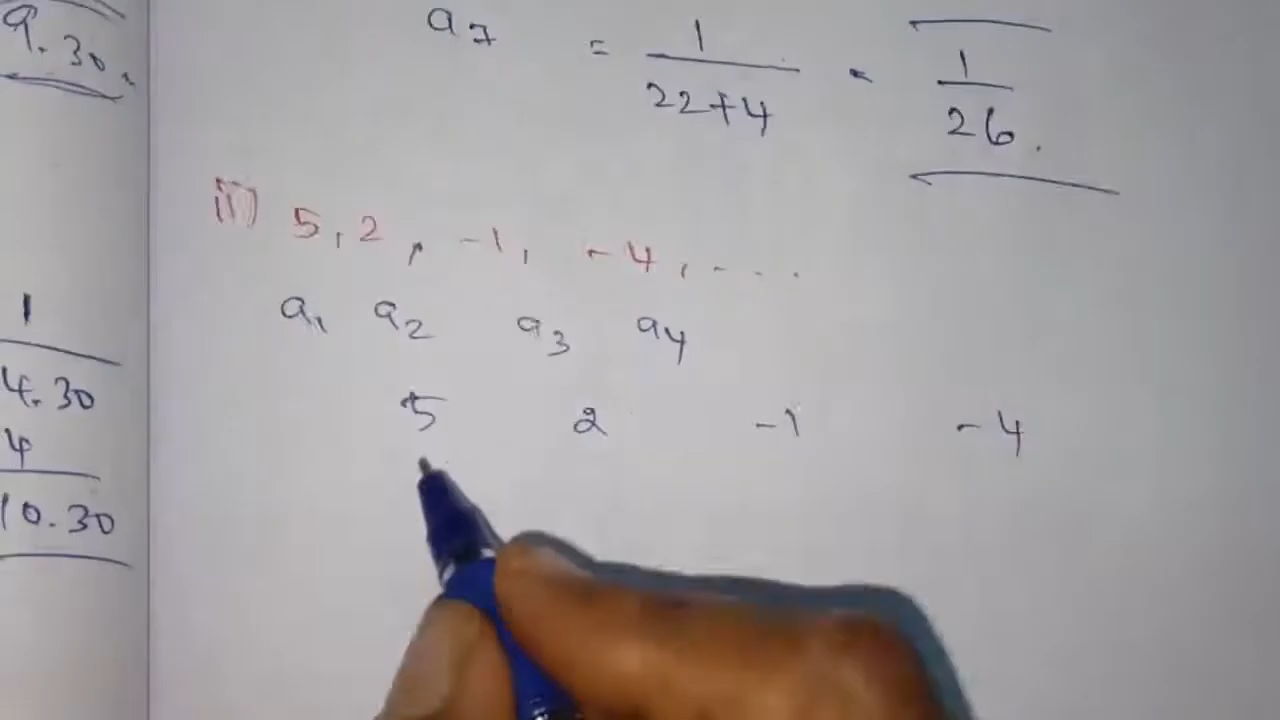 9.30.
1
4.30
4
10.30
a7 = 1/(22+4) = 1/26.
ii) 5, 2, -1, -4, ....
a1 a2 a3 a4
5 2 -1 -4